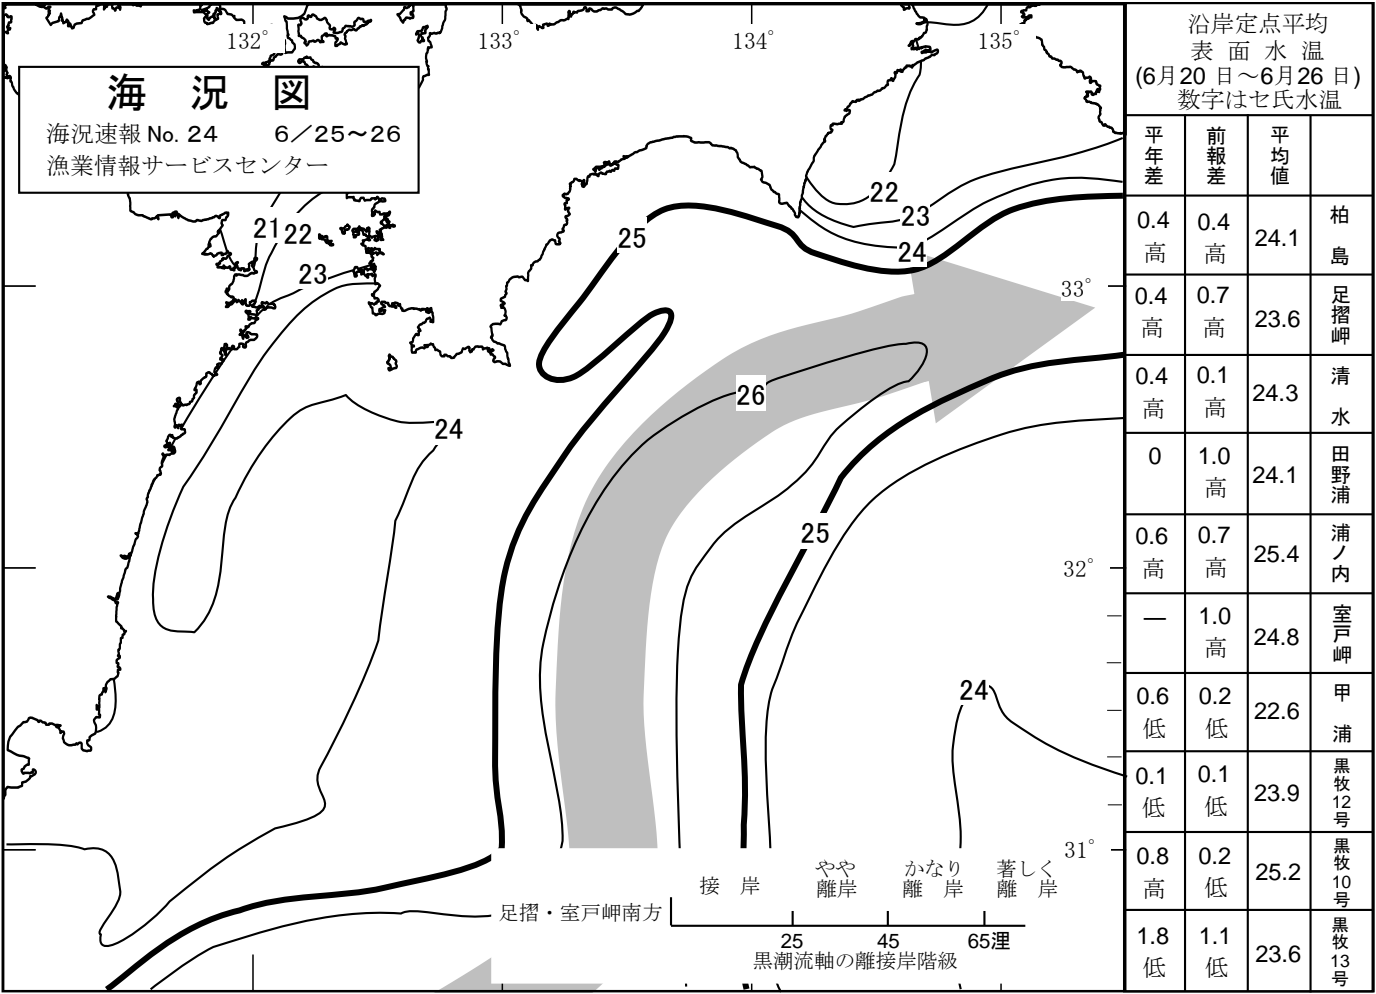 132°
133°
134°
135°
海 況 図
海況速報 No. 24 6/25～26
漁業情報サービスセンター
21
22
23
24
25
26
25
22
23
24
24
33°
32°
31°
接 岸
やや
離岸
かなり
離 岸
著しく
離 岸
足摺・室戸岬南方
25 45 65浬
黒潮流軸の離接岸階級
沿岸定点平均
表 面 水 温
(6月20 日～6月26 日)
数字はセ氏水温
平年差 前報差 平均値
0.4高 0.4高 24.1 柏島
0.4高 0.7高 23.6 足摺岬
0.4高 0.1高 24.3 清水
0 1.0高 24.1 田野浦
0.6高 0.7高 25.4 浦ノ内
― 1.0高 24.8 室戸岬
0.6低 0.2低 22.6 甲浦
0.1低 0.1低 23.9 黒牧12号
0.8高 0.2低 25.2 黒牧10号
1.8低 1.1低 23.6 黒牧13号